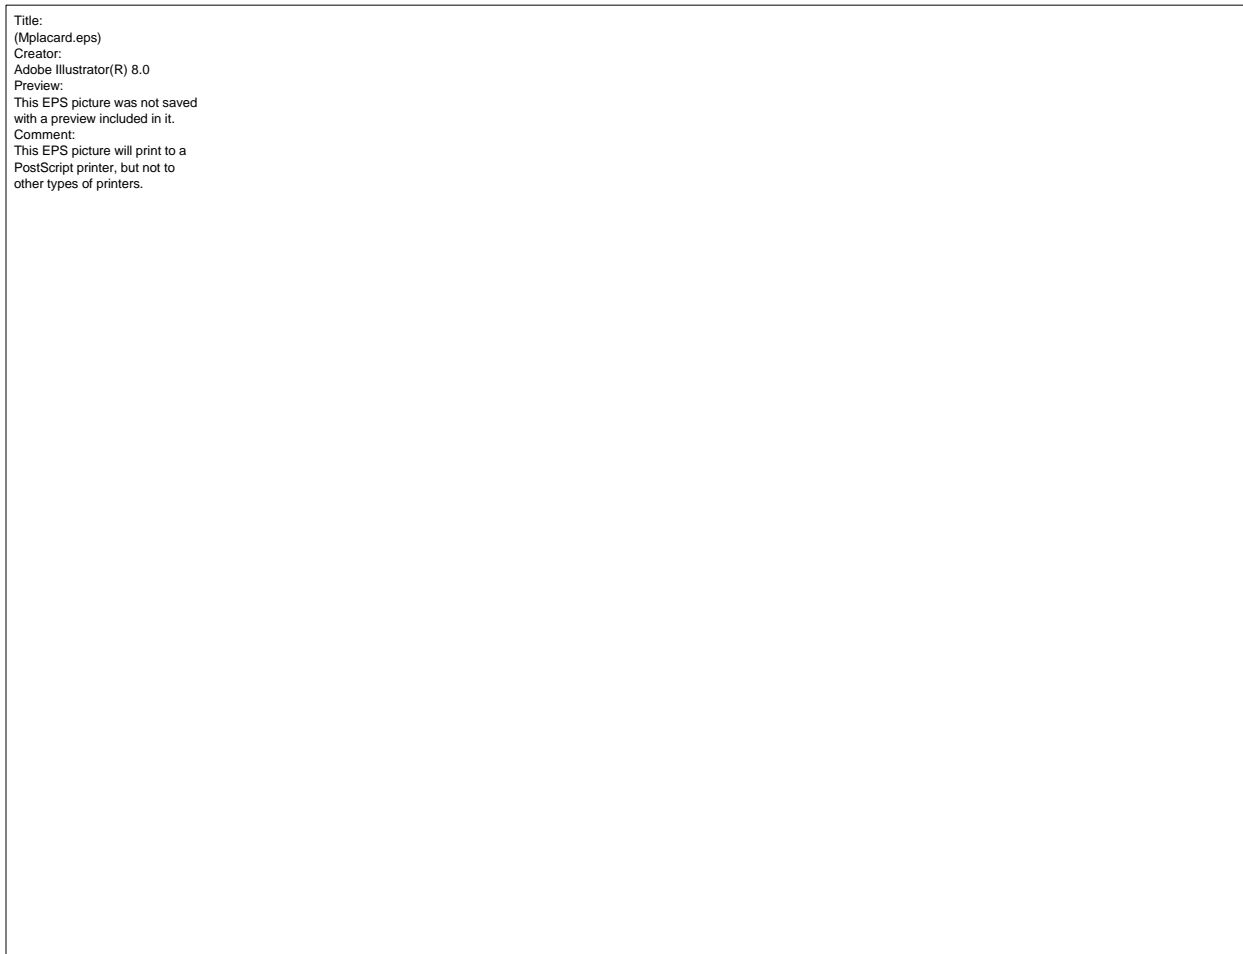 Title:
(Mplacard.eps)
Creator:
Adobe Illustrator(R) 8.0
Preview:
This EPS picture was not saved
with a preview included in it.
Comment:
This EPS picture will print to a
PostScript printer, but not to
other types of printers.